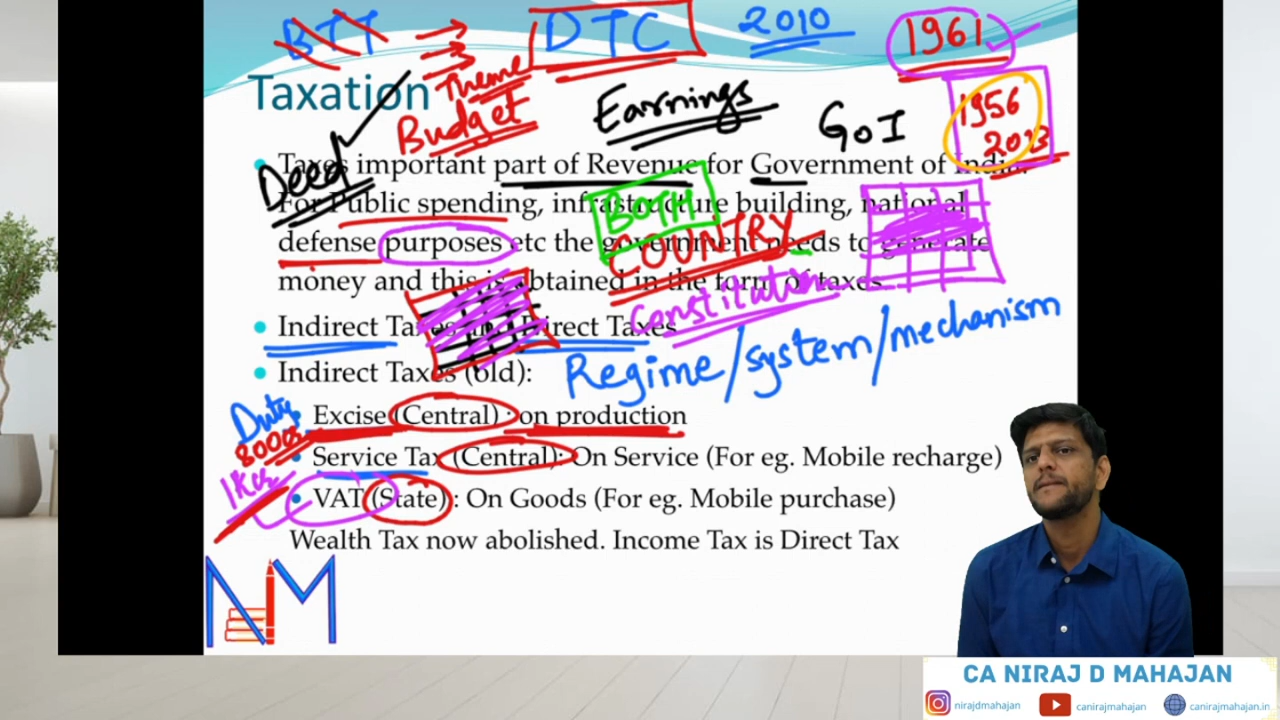 BTT → DTC 2010 1961
Theme
Taxation
Budget
Earnings
GoI
1956
2013
• Taxes important part of Revenue for Government of India.
Deed
For Public spending, infrastructure building, national
BOTH
defense purposes etc the government needs to generate
COUNTRY
money and this is obtained in the form of taxes.
Constitution
• Indirect Taxes and Direct Taxes
Regime/system/mechanism
• Indirect Taxes (old):
Duty
8000
• Excise (Central) : on production
• Service Tax (Central): On Service (For eg. Mobile recharge)
1Kg
• VAT (State) : On Goods (For eg. Mobile purchase)
Wealth Tax now abolished. Income Tax is Direct Tax
NM
CA NIRAJ D MAHAJAN
nirajdmahajan canirajmahajan canirajmahajan.in